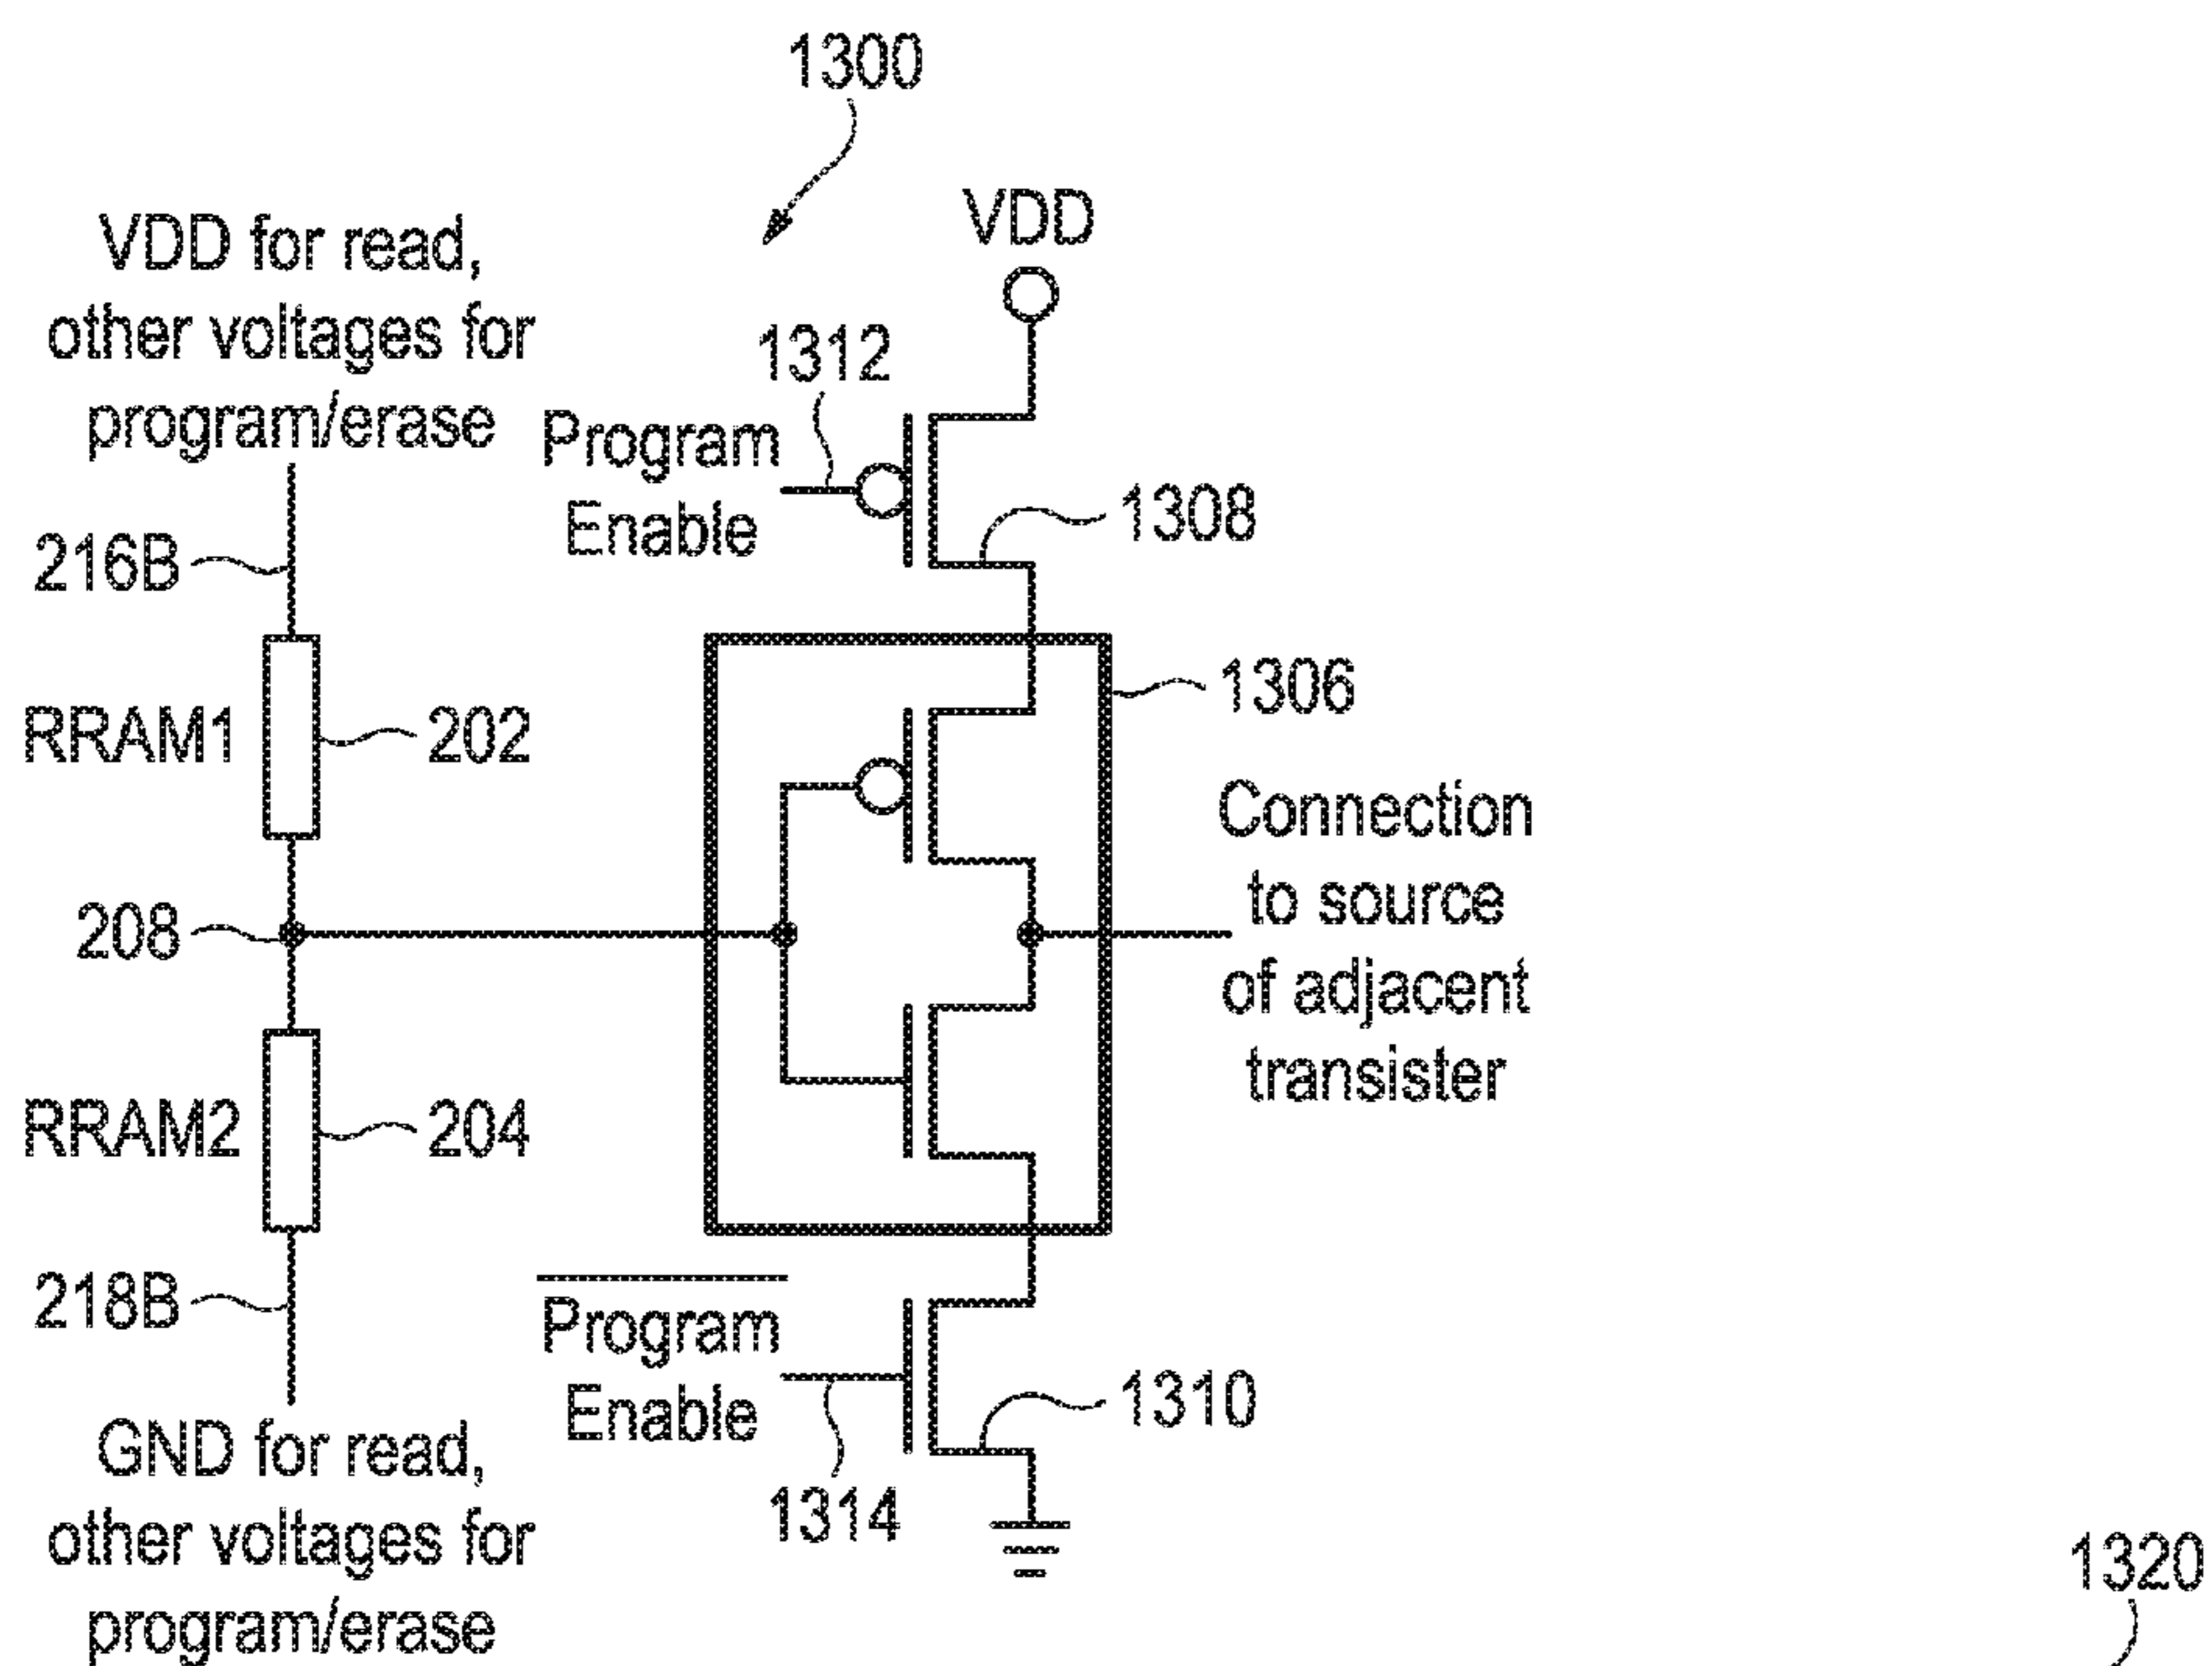 1300
VDD
VDD for read,
other voltages for
program/erase
1312
Program
Enable
1308
216B
1306
RRAM1
202
Connection
to source
of adjacent
transister
208
RRAM2
204
218B
Program
Enable
1310
1314
GND for read,
other voltages for
program/erase
1320